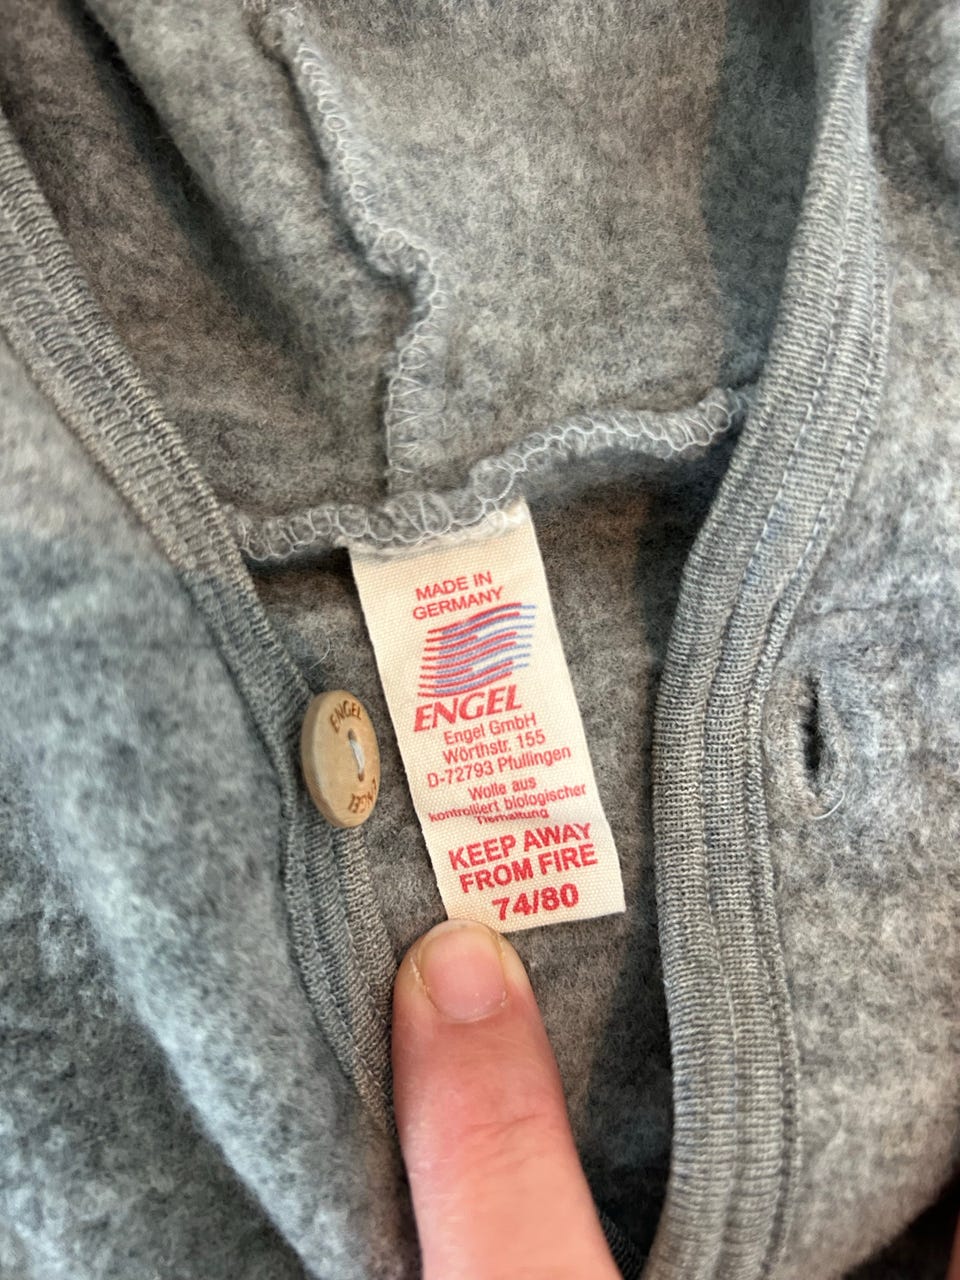 MADE IN
GERMANY
ENGEL
Engel GmbH
Wörthstr. 155
D-72793 Pfullingen
Wolle aus
kontrolliert biologischer
Tierhaltung
KEEP AWAY
FROM FIRE
74/80
ENGEL
ENGEL